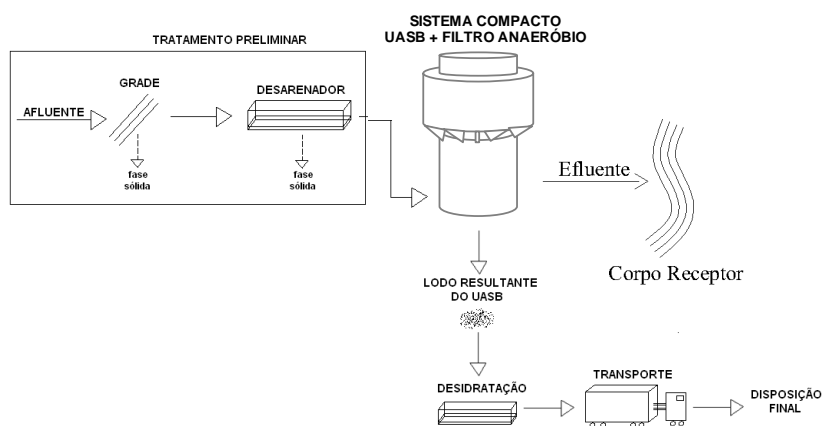 SISTEMA COMPACTO
UASB + FILTRO ANAERÓBIO
TRATAMENTO PRELIMINAR
GRADE
DESARENADOR
AFLUENTE
fase
sólida
fase
sólida
Efluente
Corpo Receptor
LODO RESULTANTE
DO UASB
DESIDRATAÇÃO
TRANSPORTE
DISPOSIÇÃO
FINAL